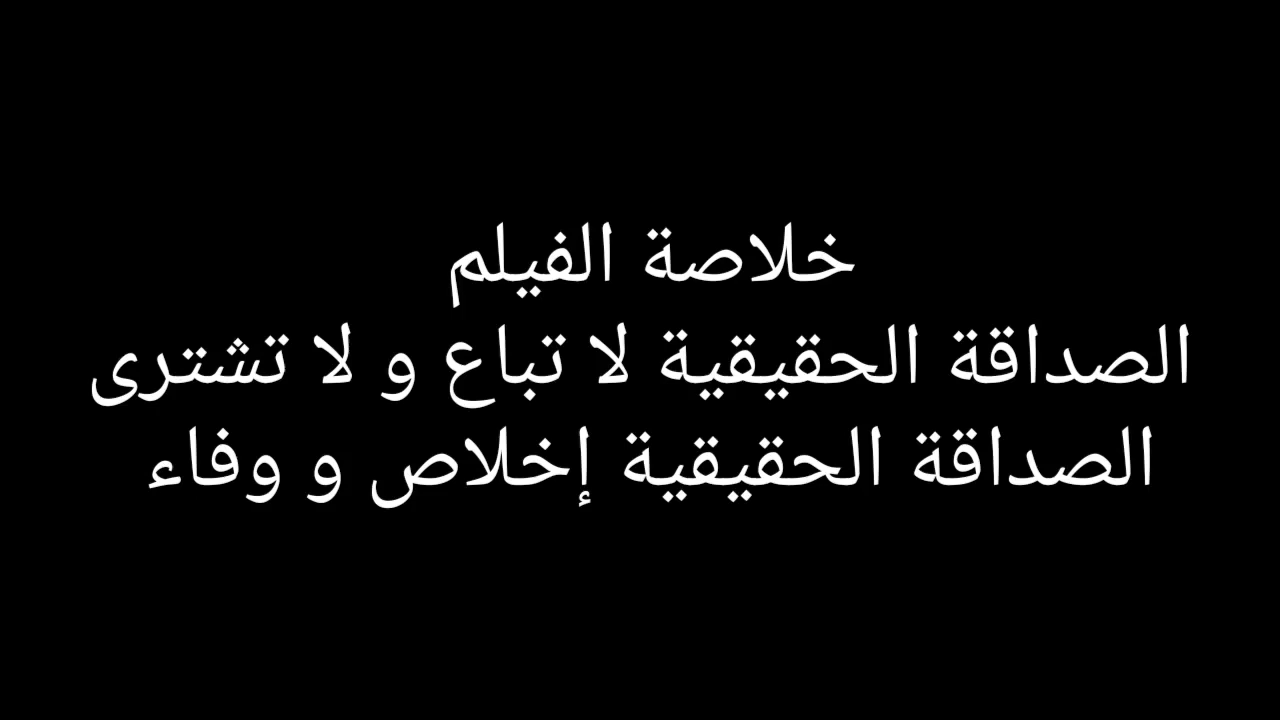 خلاصة الفيلم
الصداقة الحقيقية لا تباع و لا تشترى
الصداقة الحقيقية إخلاص و وفاء